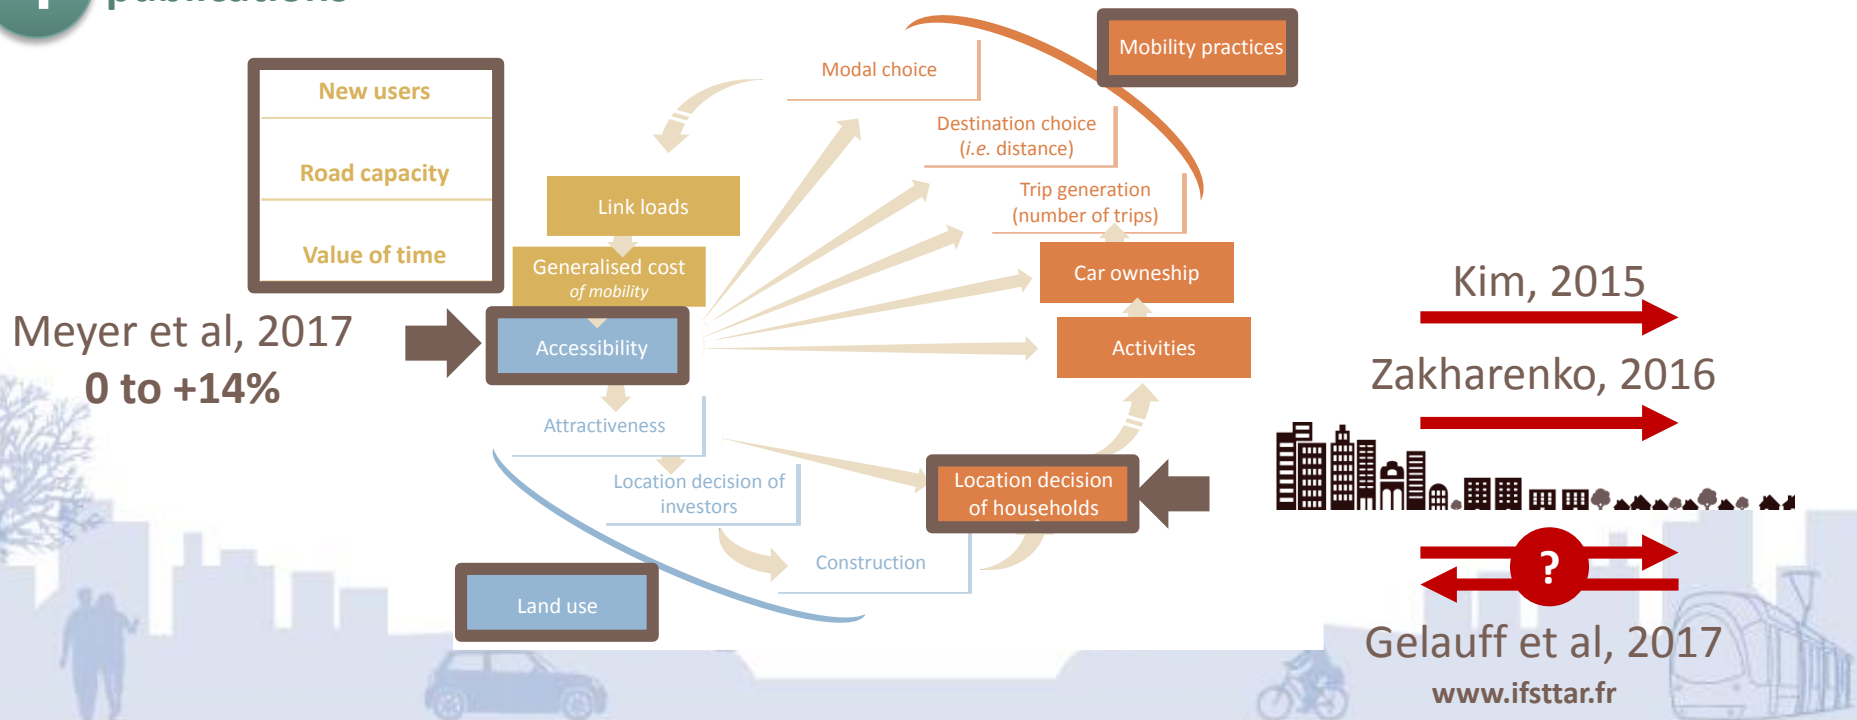 publications
New users
Road capacity
Value of time
Meyer et al, 2017
0 to +14%
Modal choice
Destination choice
(i.e. distance)
Trip generation
(number of trips)
Mobility practices
Link loads
Generalised cost
of mobility
Accessibility
Car owneship
Activities
Attractiveness
Location decision of
investors
Location decision
of households
Construction
Land use
Kim, 2015
Zakharenko, 2016
?
Gelauff et al, 2017
www.ifsttar.fr